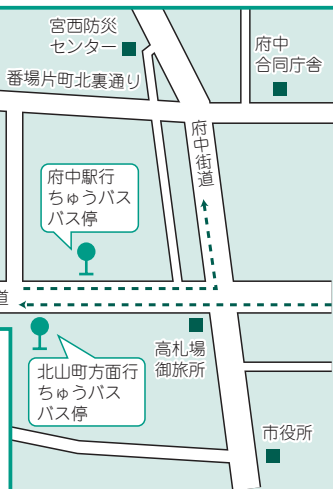 宮西防災
センター
府中
合同庁舎
番場片町北裏通り
府中街道
府中駅行
ちゅうバス
バス停
道
北山町方面行
ちゅうバス
バス停
高札場
御旅所
市役所